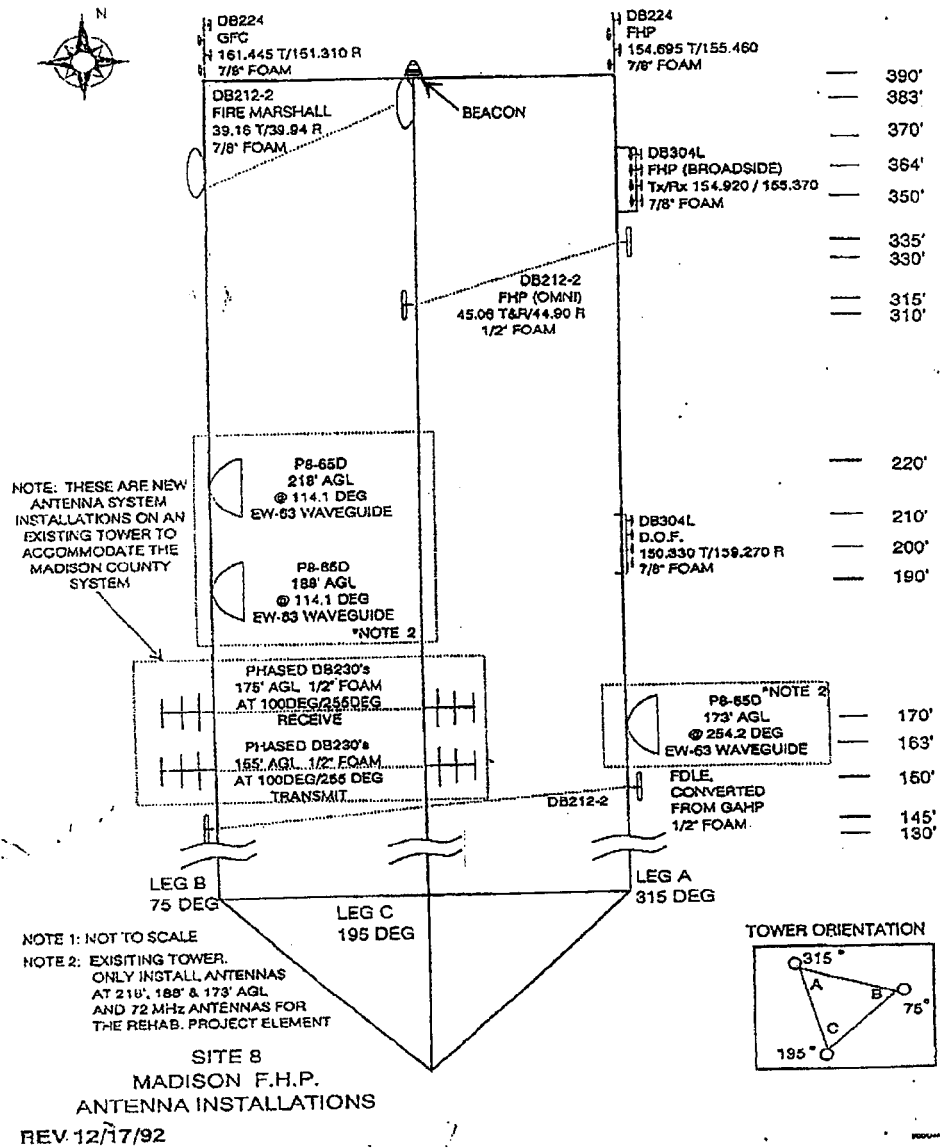 N
DB224
GFC
161.445 T/151.310 R
7/8" FOAM
DB224
FHP
154.695 T/155.460
7/8" FOAM
DB212-2
FIRE MARSHALL
39.16 T/39.94 R
7/8" FOAM
BEACON
DB304L
FHP (BROADSIDE)
Tx/Rx 154.920 / 155.370
7/8" FOAM
DB212-2
FHP (OMNI)
45.06 T&R/44.90 R
1/2" FOAM
390'
383'
370'
364'
350'
335'
330'
315'
310'
220'
210'
200'
190'
170'
163'
150'
145'
130'
NOTE: THESE ARE NEW
ANTENNA SYSTEM
INSTALLATIONS ON AN
EXISTING TOWER TO
ACCOMMODATE THE
MADISON COUNTY
SYSTEM
P8-65D
218' AGL
@ 114.1 DEG
EW-63 WAVEGUIDE
P8-65D
188' AGL
@ 114.1 DEG
EW-63 WAVEGUIDE
*NOTE 2
DB304L
D.O.F.
150.830 T/159.270 R
7/8" FOAM
PHASED DB230's
175' AGL 1/2" FOAM
AT 100DEG/255DEG
RECEIVE
PHASED DB230's
155' AGL 1/2" FOAM
AT 100DEG/255 DEG
TRANSMIT
*NOTE 2
P8-65D
173' AGL
@ 254.2 DEG
EW-63 WAVEGUIDE
DB212-2
FDLE,
CONVERTED
FROM GAHP
1/2" FOAM
LEG B
75 DEG
LEG C
195 DEG
LEG A
315 DEG
NOTE 1: NOT TO SCALE
NOTE 2: EXISITING TOWER.
ONLY INSTALL ANTENNAS
AT 218', 188' & 173' AGL
AND 72 MHz ANTENNAS FOR
THE REHAB. PROJECT ELEMENT
TOWER ORIENTATION
315°
A
B
75°
C
195°
SITE 8
MADISON F.H.P.
ANTENNA INSTALLATIONS
REV 12/17/92